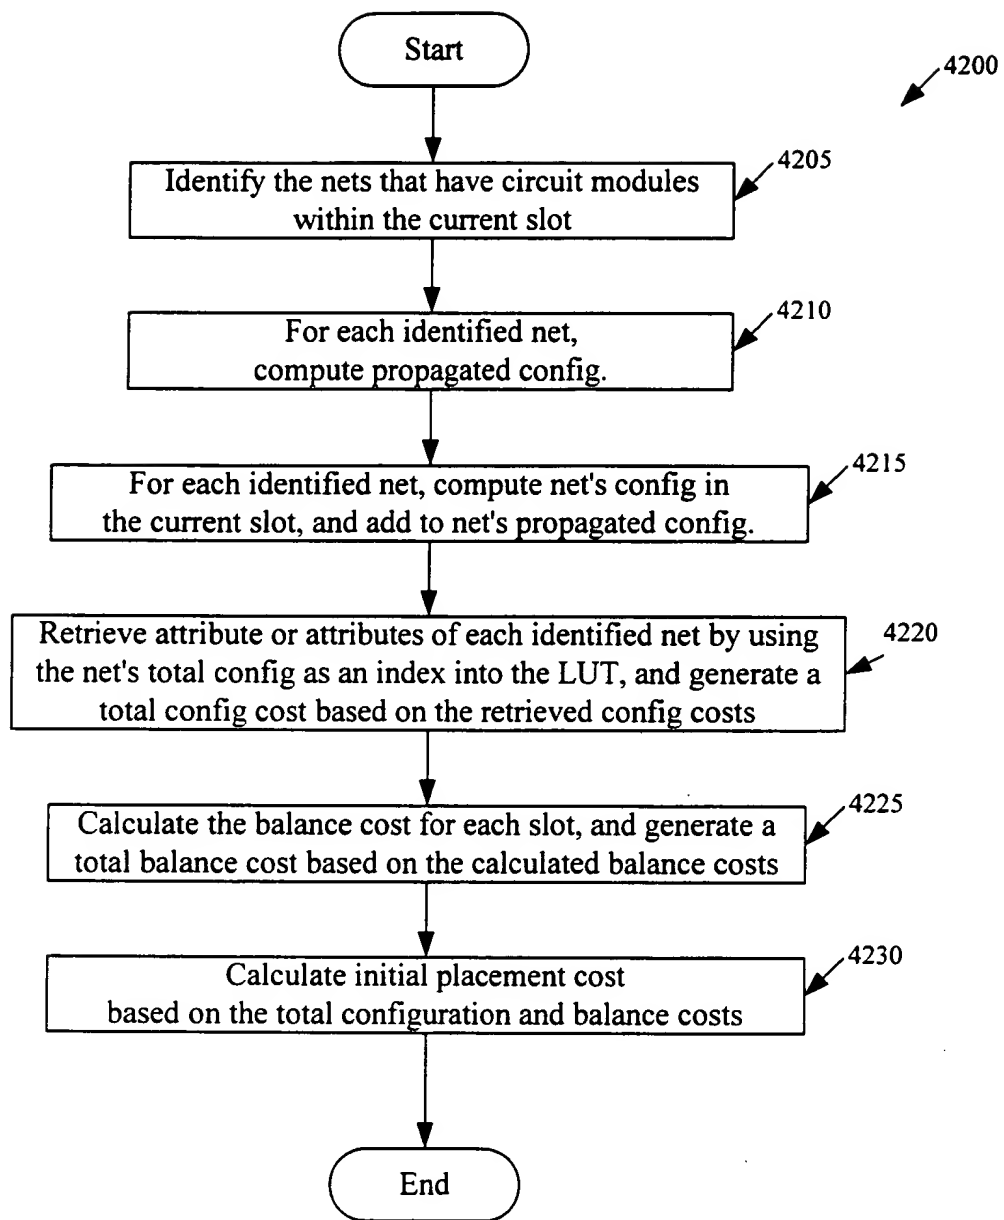 Start
4200
4205
Identify the nets that have circuit modules
within the current slot
4210
For each identified net,
compute propagated config.
4215
For each identified net, compute net's config in
the current slot, and add to net's propagated config.
4220
Retrieve attribute or attributes of each identified net by using
the net's total config as an index into the LUT, and generate a
total config cost based on the retrieved config costs
4225
Calculate the balance cost for each slot, and generate a
total balance cost based on the calculated balance costs
4230
Calculate initial placement cost
based on the total configuration and balance costs
End